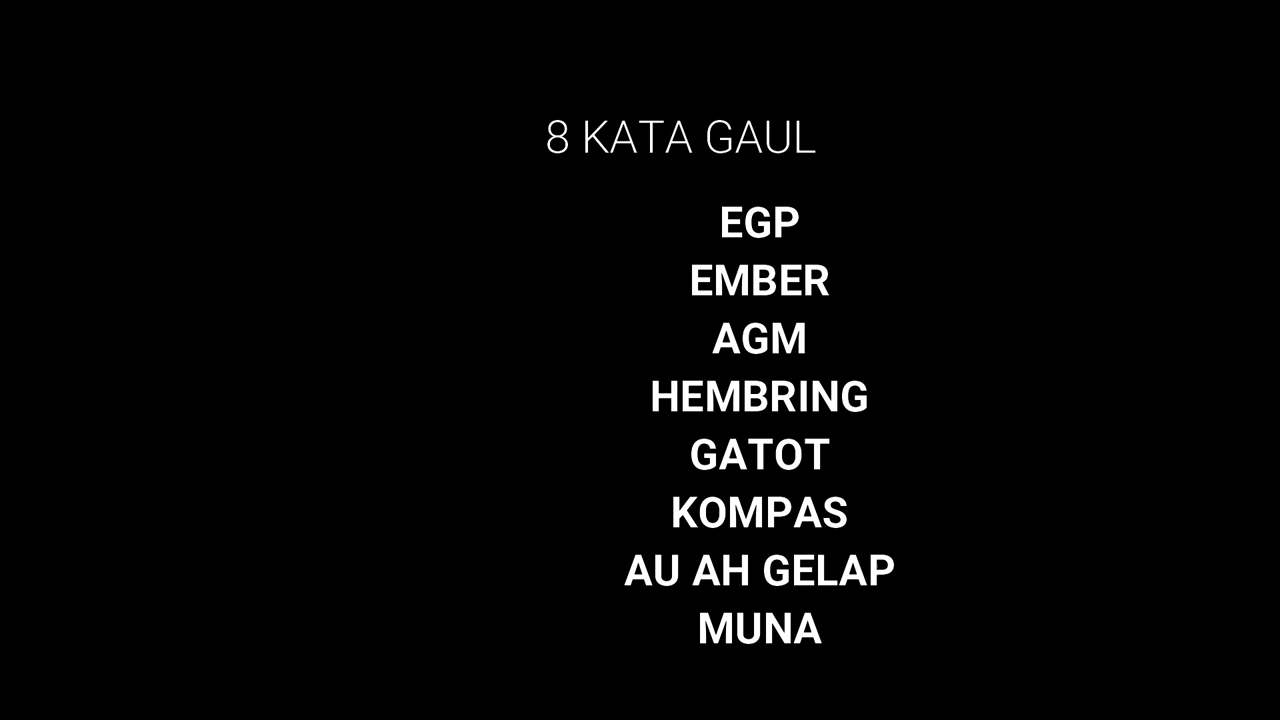 8 KATA GAUL
EGP
EMBER
AGM
HEMBRING
GATOT
KOMPAS
AU AH GELAP
MUNA